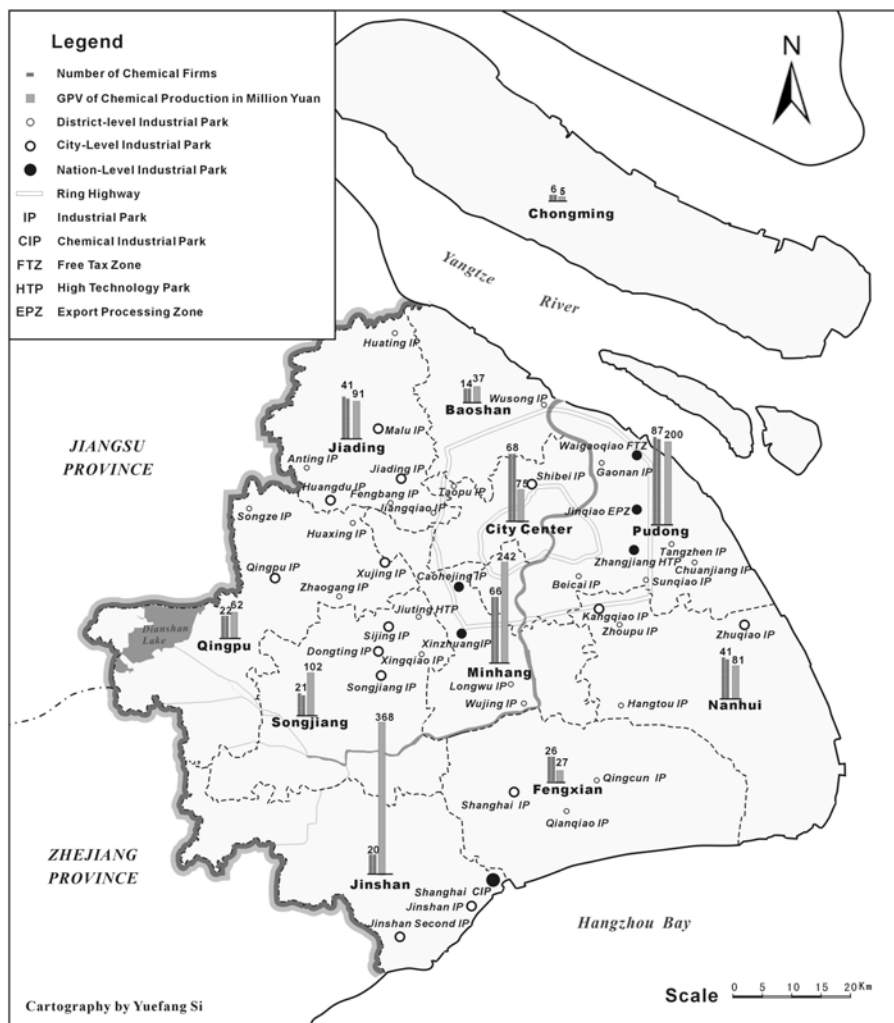 Legend
Number of Chemical Firms
GPV of Chemical Production in Million Yuan
District-level Industrial Park
City-Level Industrial Park
Nation-Level Industrial Park
Ring Highway
IP Industrial Park
CIP Chemical Industrial Park
FTZ Free Tax Zone
HTP High Technology Park
EPZ Export Processing Zone
N
6 5
Chongming
Yangtze
River
Huating IP
41
91
Jiading
Malu IP
14 37
Baoshan
Wusong IP
JIANGSU
PROVINCE
Anting IP
Jiading IP
Huangdu IP
Fengbang IP
Jiangqiao IP
Taopu IP
68
75
City Center
Shibei IP
Waigaoqiao FTZ
Gaonan IP
87
200
Pudong
Jinqiao EPZ
Songze IP
Huaxing IP
Zhangjiang HTP
Tangzhen IP
Chuanjiang IP
Sunqiao IP
Beicai IP
Qingpu IP
Xujing IP
Caohejing IP
Zhaogang IP
242
66
Minhang
Dianshan
Lake
22 62
Qingpu
Jiuting HTP
Sijing IP
XinzhuangIP
Kangqiao IP
Zhoupu IP
Zhuqiao IP
Dongting IP
Xingqiao IP
Songjiang IP
Longwu IP
Wujing IP
102
21
Songjiang
41
81
Nanhui
Hangtou IP
368
20
Jinshan
26
27
Fengxian
Qingcun IP
Shanghai IP
Qianqiao IP
ZHEJIANG
PROVINCE
Shanghai CIP
Jinshan IP
Jinshan Second IP
Hangzhou Bay
Cartography by Yuefang Si
Scale
0 5 10 15 20Km